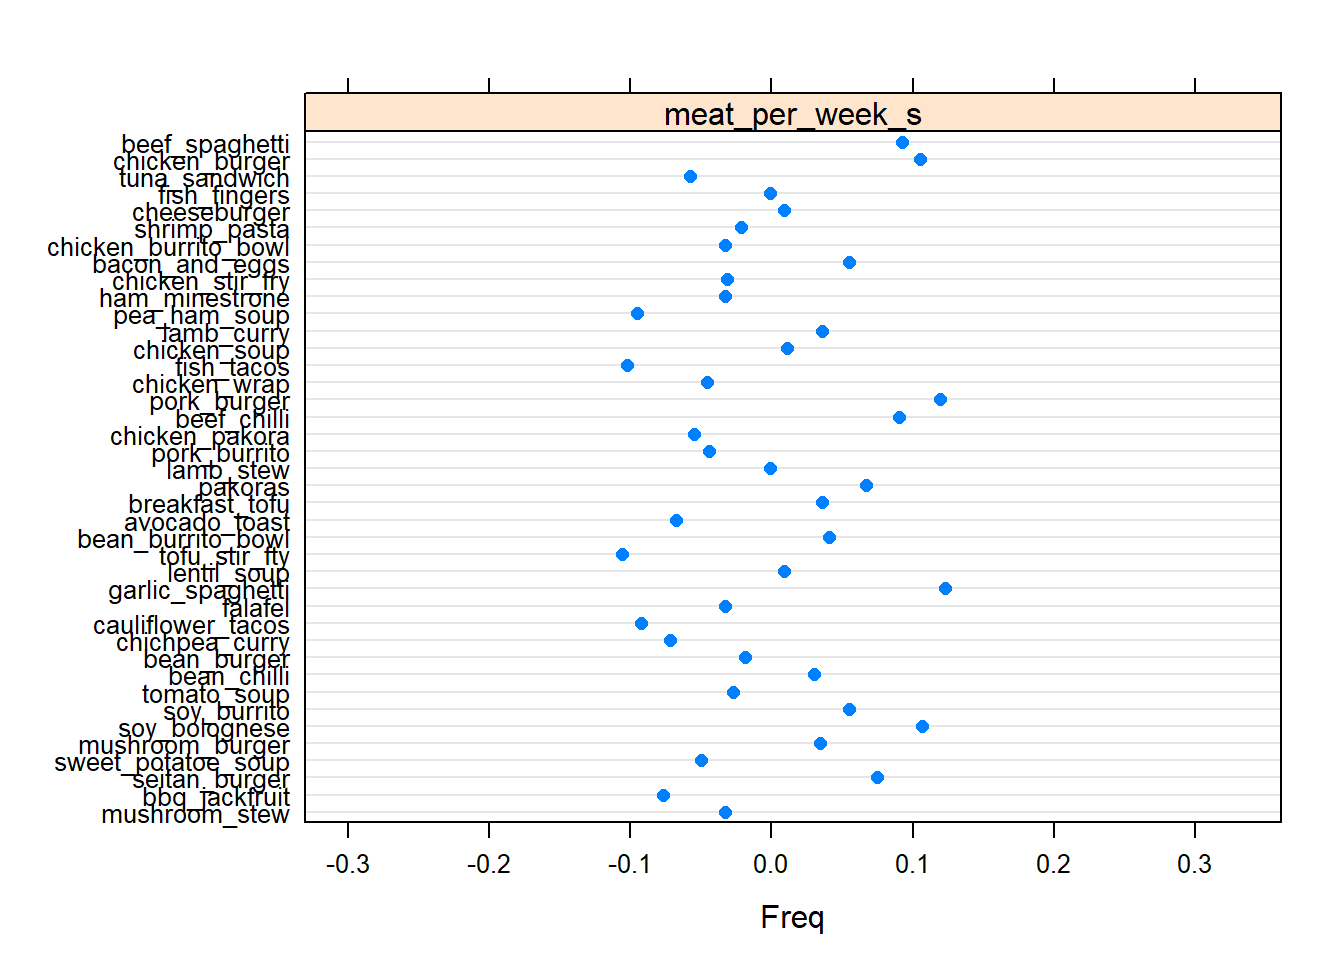 meat_per_week_s
beef_spaghetti
chicken_burger
tuna_sandwich
fish_fingers
cheeseburger
shrimp_pasta
chicken_burrito_bowl
bacon_and_eggs
chicken_stir_fry
ham_minestrone
pea_ham_soup
lamb_curry
chicken_soup
fish_tacos
chicken_wrap
pork_burger
beef_chilli
chicken_pakora
pork_burrito
lamb_stew
pakoras
breakfast_tofu
avocado_toast
bean_burrito_bowl
tofu_stir_fty
lentil_soup
garlic_spaghetti
falafel
cauliflower_tacos
chichpea_curry
bean_burger
bean_chilli
tomato_soup
soy_burrito
soy_bolognese
mushroom_burger
sweet_potatoe_soup
seitan_burger
bbq_jackfruit
mushroom_stew
-0.3 -0.2 -0.1 0.0 0.1 0.2 0.3
Freq